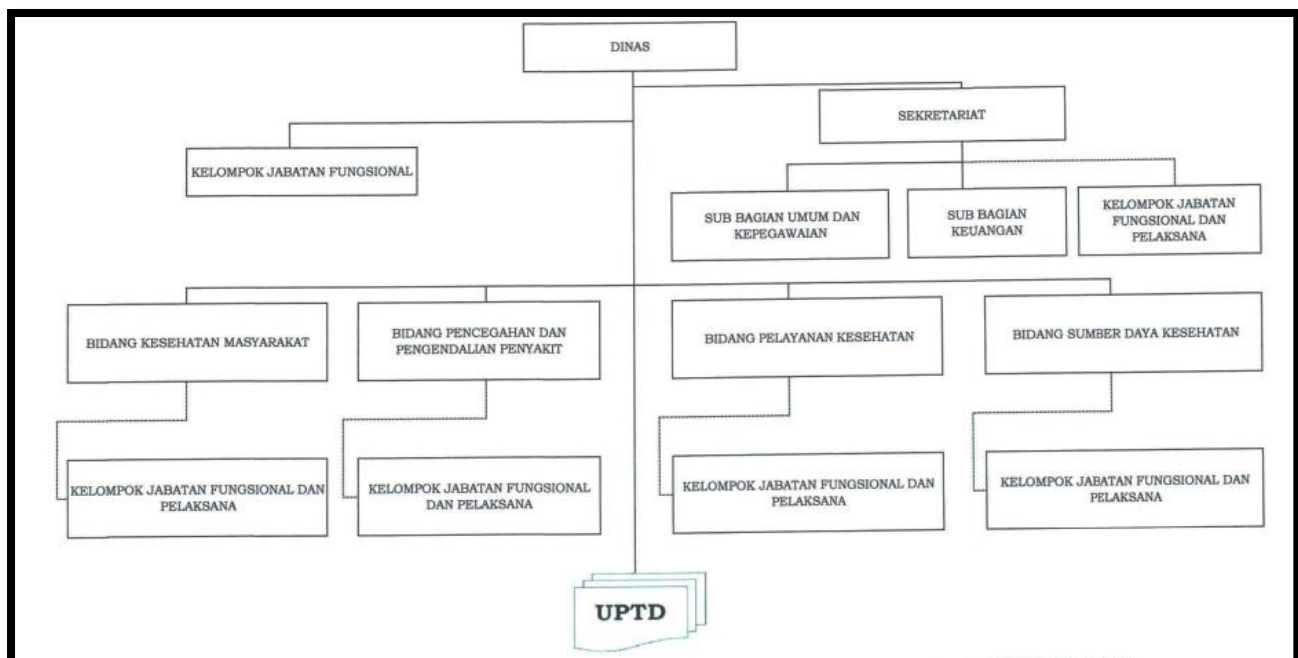 DINAS
SEKRETARIAT
KELOMPOK JABATAN FUNGSIONAL
SUB BAGIAN UMUM DAN
KEPEGAWAIAN
SUB BAGIAN
KEUANGAN
KELOMPOK JABATAN
FUNGSIONAL DAN
PELAKSANA
BIDANG KESEHATAN MASYARAKAT
BIDANG PENCEGAHAN DAN
PENGENDALIAN PENYAKIT
BIDANG PELAYANAN KESEHATAN
BIDANG SUMBER DAYA KESEHATAN
KELOMPOK JABATAN FUNGSIONAL DAN
PELAKSANA
KELOMPOK JABATAN FUNGSIONAL
DAN PELAKSANA
KELOMPOK JABATAN FUNGSIONAL DAN
PELAKSANA
KELOMPOK JABATAN FUNGSIONAL DAN
PELAKSANA
UPTD